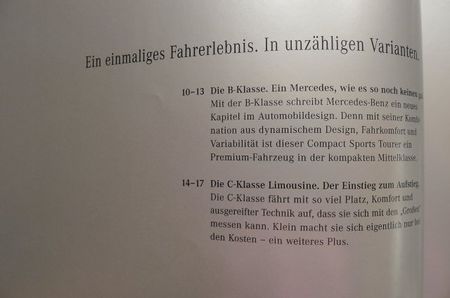 Ein einmaliges Fahrerlebnis. In unzähligen Varianten.
10–13 Die B-Klasse. Ein Mercedes, wie es so noch keinen
Mit der B-Klasse schreibt Mercedes-Benz ein neues
Kapitel im Automobildesign. Denn mit seiner Kombi-
nation aus dynamischem Design, Fahrkomfort und
Variabilität ist dieser Compact Sports Tourer ein
Premium-Fahrzeug in der kompakten Mittelklasse.
14–17 Die C-Klasse Limousine. Der Einstieg zum Aufstieg.
Die C-Klasse fährt mit so viel Platz, Komfort und
ausgereifter Technik auf, dass sie sich mit den „Großen“
messen kann. Klein macht sie sich eigentlich nur bei
den Kosten – ein weiteres Plus.